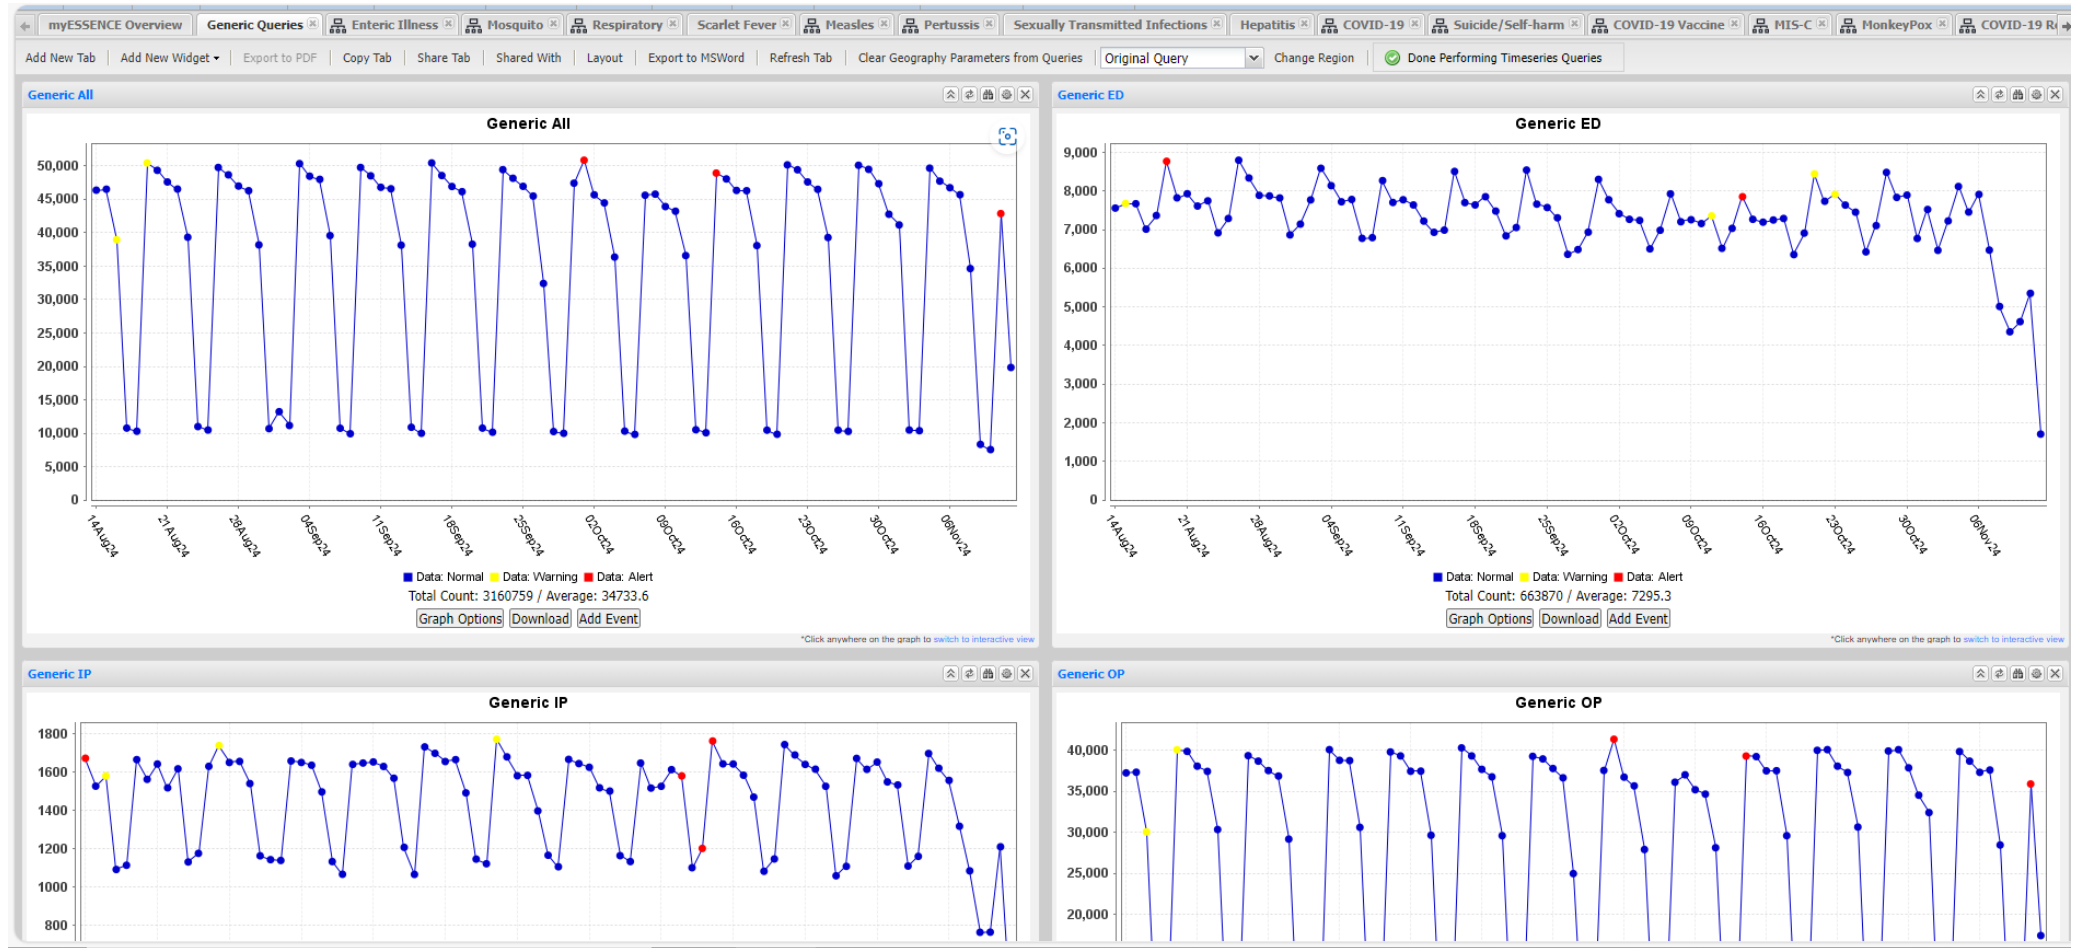 myESSENCE Overview Generic Queries Enteric Illness Mosquito Respiratory Scarlet Fever Measles Pertussis Sexually Transmitted Infections Hepatitis COVID-19 Suicide/Self-harm COVID-19 Vaccine MIS-C MonkeyPox COVID-19
Add New Tab Add New Widget Export to PDF Copy Tab Share Tab Shared With Layout Export to MSWord Refresh Tab Clear Geography Parameters from Queries Original Query Change Region Done Performing Timeseries Queries
Generic All
Generic All
50,000
45,000
40,000
35,000
30,000
25,000
20,000
15,000
10,000
5,000
0
14Aug24 21Aug24 28Aug24 04Sep24 11Sep24 18Sep24 25Sep24 02Oct24 09Oct24 16Oct24 23Oct24 30Oct24 06Nov24
Data: Normal Data: Warning Data: Alert
Total Count: 3160759 / Average: 34733.6
Graph Options Download Add Event
*Click anywhere on the graph to switch to interactive view
Generic ED
Generic ED
9,000
8,000
7,000
6,000
5,000
4,000
3,000
2,000
1,000
0
14Aug24 21Aug24 28Aug24 04Sep24 11Sep24 18Sep24 25Sep24 02Oct24 09Oct24 16Oct24 23Oct24 30Oct24 06Nov24
Data: Normal Data: Warning Data: Alert
Total Count: 663870 / Average: 7295.3
Graph Options Download Add Event
*Click anywhere on the graph to switch to interactive view
Generic IP
Generic IP
1800
1600
1400
1200
1000
800
Generic OP
Generic OP
40,000
35,000
30,000
25,000
20,000